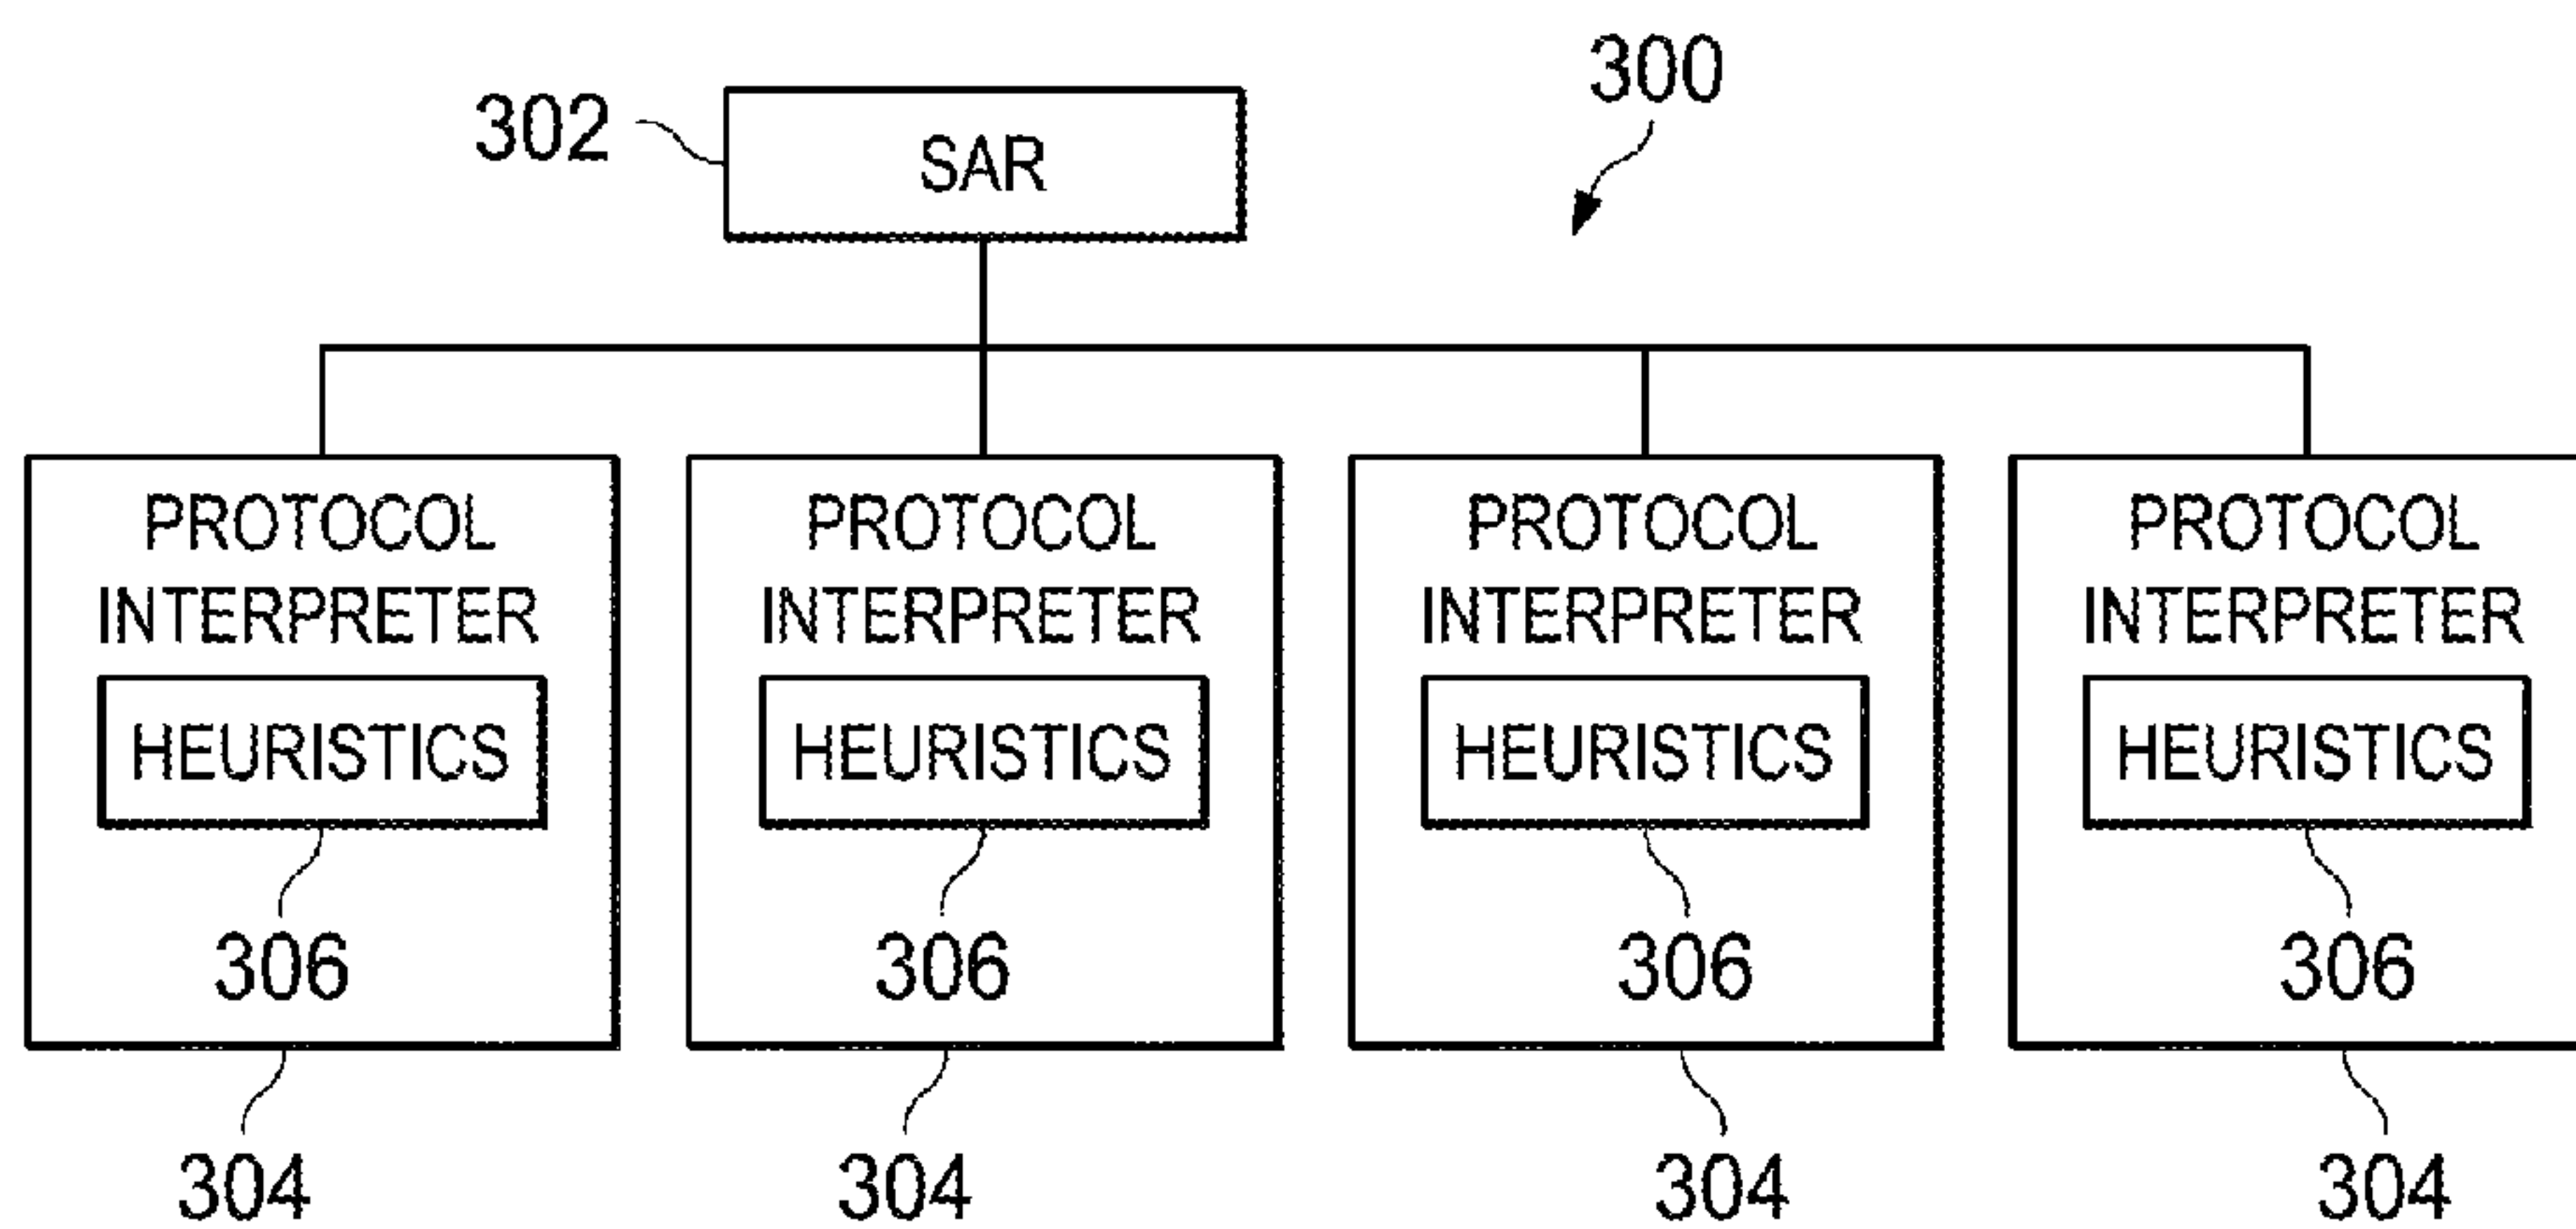 300
302
SAR
PROTOCOL
INTERPRETER
HEURISTICS
306
304
PROTOCOL
INTERPRETER
HEURISTICS
306
304
PROTOCOL
INTERPRETER
HEURISTICS
306
304
PROTOCOL
INTERPRETER
HEURISTICS
306
304